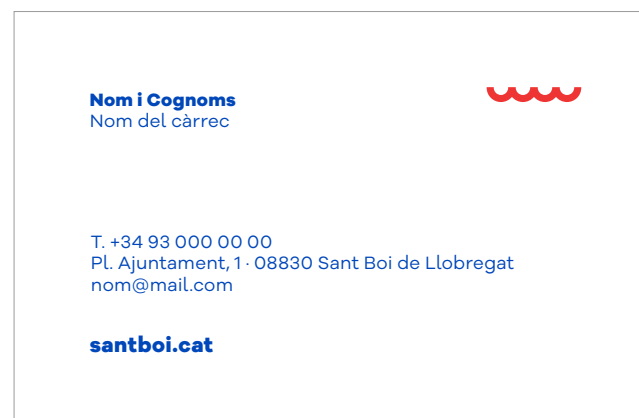 Nom i Cognoms
Nom del càrrec
T. +34 93 000 00 00
Pl. Ajuntament, 1 · 08830 Sant Boi de Llobregat
nom@mail.com
santboi.cat